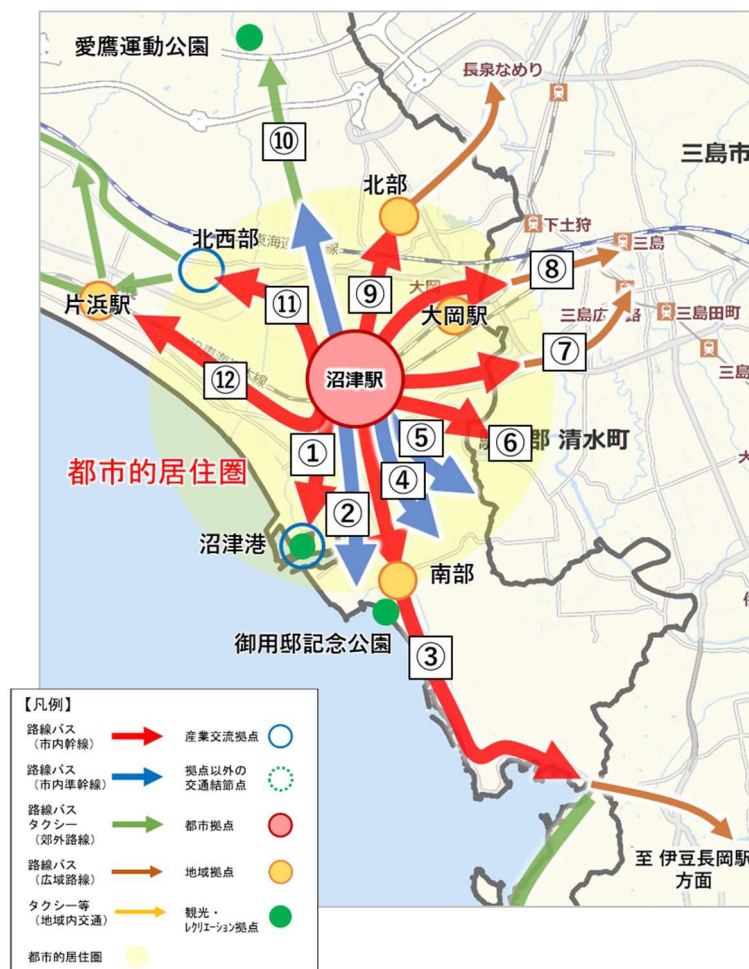 愛鷹運動公園
長泉なめり
⑩
三島市
北部
下土狩
北西部
三島
⑧
⑨
大岡
片浜駅
⑪
大岡駅
三島広
路
三島田町
⑦
沼津駅
⑫
三島
⑤
⑥
郡 清水町
①
④
都市的居住圏
②
沼津港
南部
御用邸記念公園
③
【凡例】
路線バス
(市内幹線)
産業交流拠点
路線バス
(市内準幹線)
拠点以外の
交通結節点
路線バス
タクシー
(郊外路線)
都市拠点
路線バス
(広域路線)
地域拠点
タクシー等
(地域内交通)
観光・
レクリエーション拠点
都市的居住圏
至 伊豆長岡駅
方面